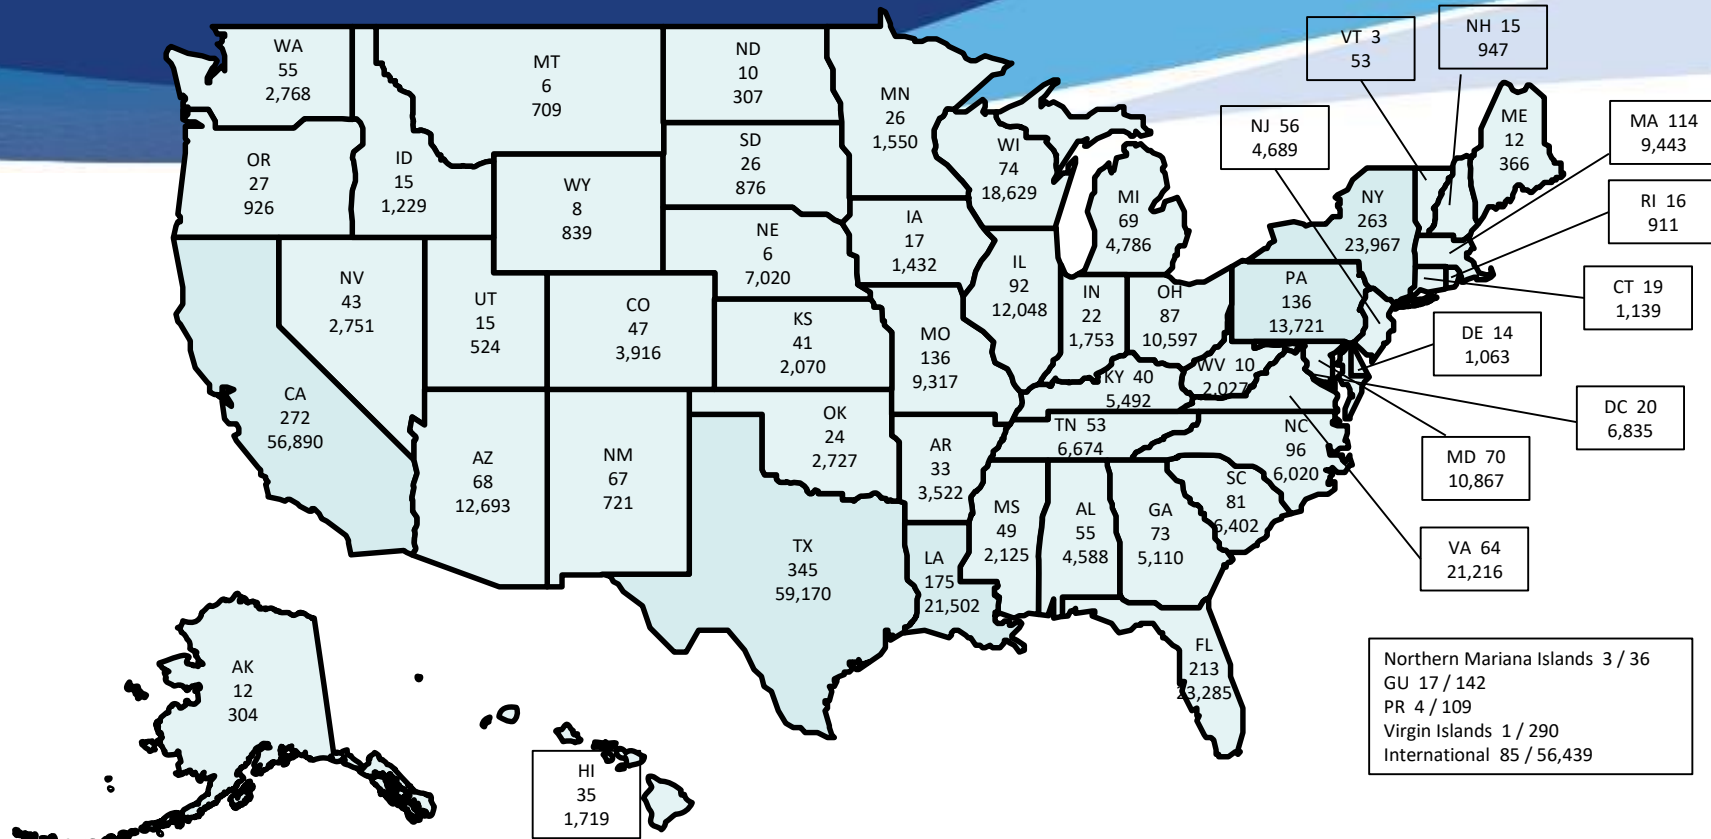 WA
55
2,768
MT
6
709
ND
10
307
MN
26
1,550
VT 3
53
NH 15
947
ME
12
366
MA 114
9,443
NJ 56
4,689
OR
27
926
ID
15
1,229
WY
8
839
SD
26
876
WI
74
18,629
MI
69
4,786
NY
263
23,967
RI 16
911
NE
6
7,020
IA
17
1,432
NV
43
2,751
UT
15
524
CO
47
3,916
KS
41
2,070
MO
136
9,317
IL
92
12,048
IN
22
1,753
OH
87
10,597
PA
136
13,721
CT 19
1,139
DE 14
1,063
WV 10
2,027
KY 40
5,492
CA
272
56,890
AZ
68
12,693
NM
67
721
OK
24
2,727
AR
33
3,522
TN 53
6,674
NC
96
6,020
DC 20
6,835
MD 70
10,867
SC
81
6,402
MS
49
2,125
AL
55
4,588
GA
73
5,110
VA 64
21,216
TX
345
59,170
LA
175
21,502
FL
213
23,285
AK
12
304
HI
35
1,719
Northern Mariana Islands 3 / 36
GU 17 / 142
PR 4 / 109
Virgin Islands 1 / 290
International 85 / 56,439